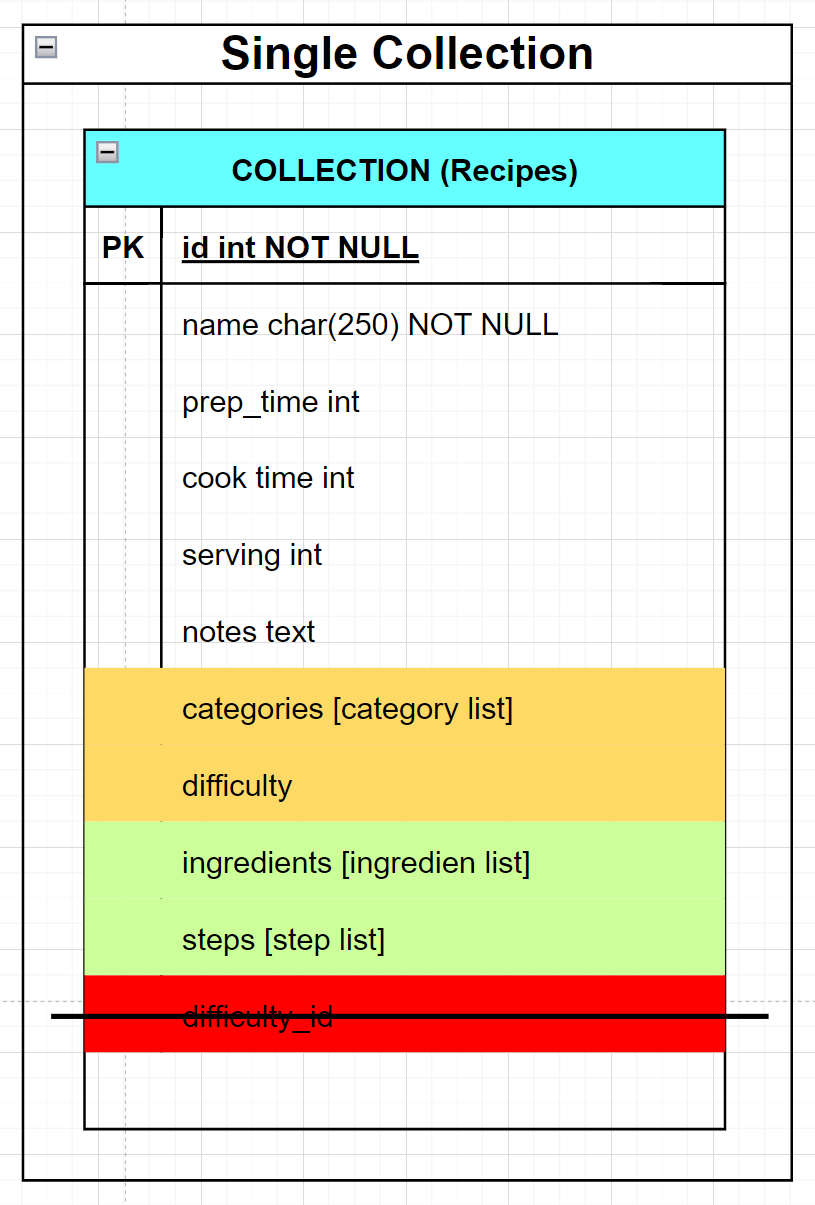 Single Collection
COLLECTION (Recipes)
PK id int NOT NULL
name char(250) NOT NULL
prep_time int
cook time int
serving int
notes text
categories [category list]
difficulty
ingredients [ingredien list]
steps [step list]
difficulty_id